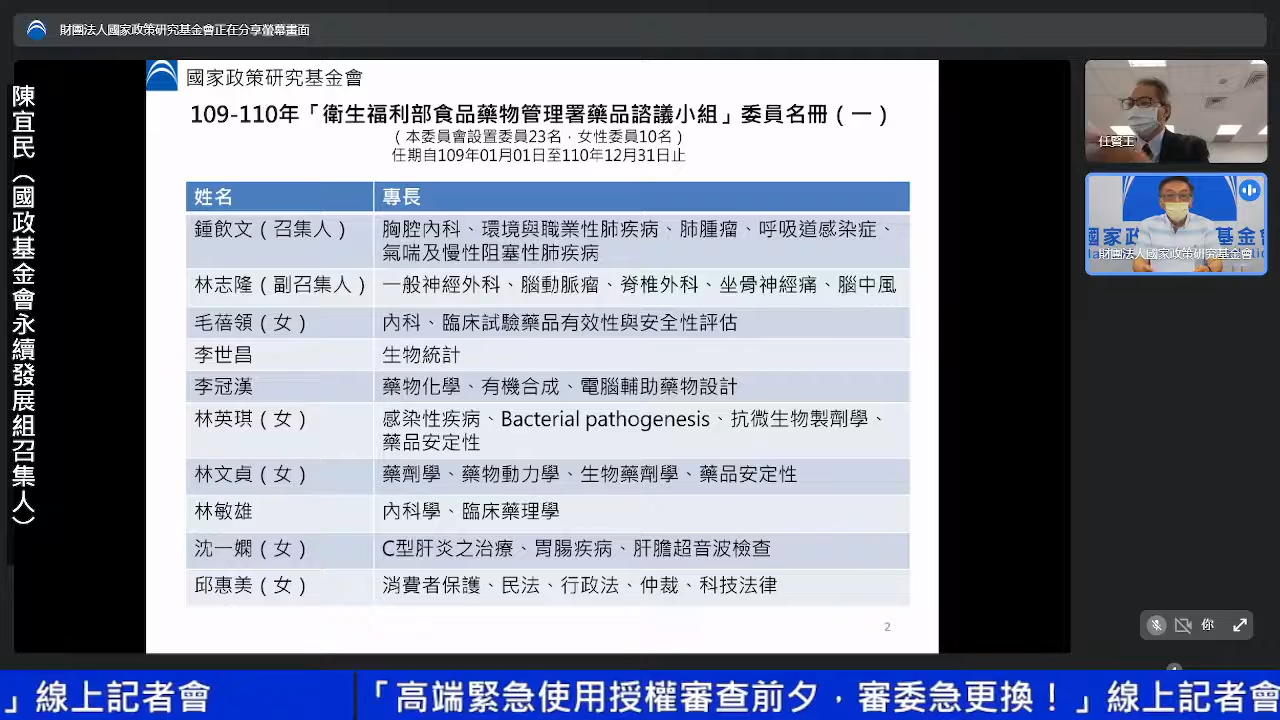 財團法人國家政策研究基金會正在分享螢幕畫面
陳宜民（國政基金會永續發展組召集人）
國家政策研究基金會
109-110年「衛生福利部食品藥物管理署藥品諮議小組」委員名冊（一）
（本委員會設置委員23名，女性委員10名）
任期自109年01月01日至110年12月31日止
姓名 專長
鍾飲文（召集人） 胸腔內科、環境與職業性肺疾病、肺腫瘤、呼吸道感染症、
氣喘及慢性阻塞性肺疾病
林志隆（副召集人） 一般神經外科、腦動脈瘤、脊椎外科、坐骨神經痛、腦中風
毛蓓領（女） 內科、臨床試驗藥品有效性與安全性評估
李世昌 生物統計
李冠漢 藥物化學、有機合成、電腦輔助藥物設計
林英琪（女） 感染性疾病、Bacterial pathogenesis、抗微生物製劑學、
藥品安定性
林文貞（女） 藥劑學、藥物動力學、生物藥劑學、藥品安定性
林敏雄 內科學、臨床藥理學
沈一嫻（女） C型肝炎之治療、胃腸疾病、肝膽超音波檢查
邱惠美（女） 消費者保護、民法、行政法、仲裁、科技法律
2
任賢王
財團法人國家政策研究基金會
你
」線上記者會
「高端緊急使用授權審查前夕，審委急更換！」線上記者會